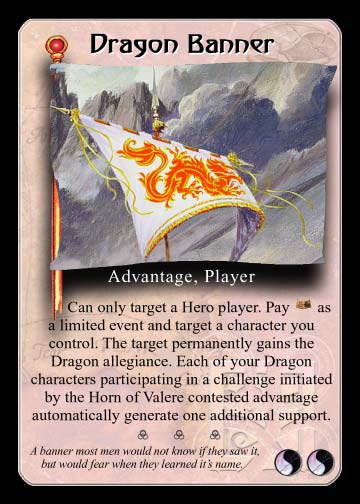 Dragon Banner
Advantage, Player
Can only target a Hero player. Pay as
a limited event and target a character you
control. The target permanently gains the
Dragon allegiance. Each of your Dragon
characters participating in a challenge initiated
by the Horn of Valere contested advantage
automatically generate one additional support.
A banner most men would not know if they saw it,
but would fear when they learned it's name.